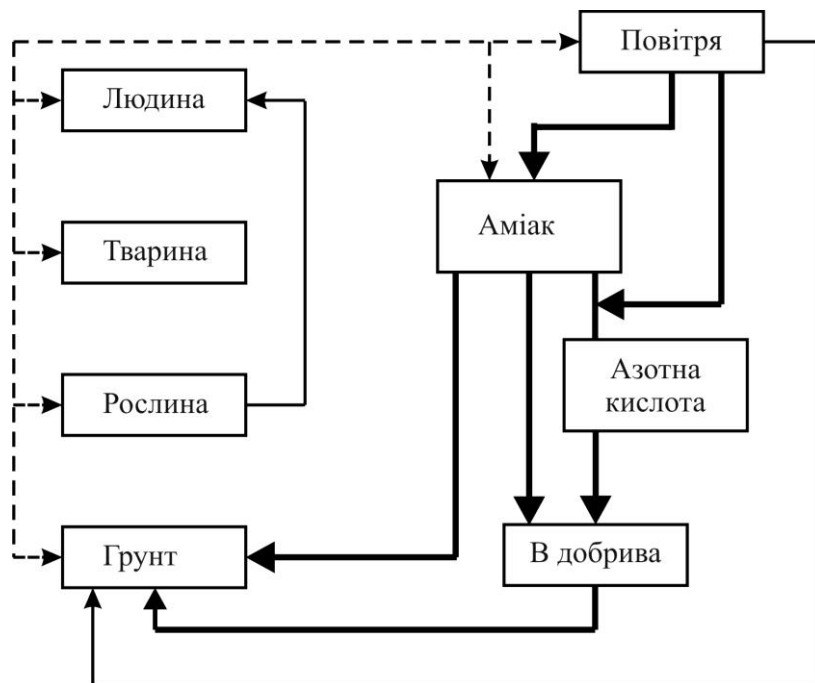 Повітря
Людина
Аміак
Тварина
Азотна
кислота
Рослина
Грунт
В добрива